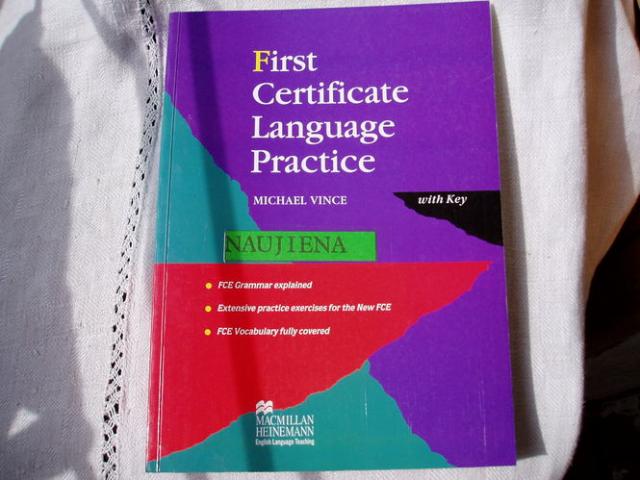 First
Certificate
Language
Practice
MICHAEL VINCE
with Key
NAUJIENA
FCE Grammar explained
Extensive practice exercises for the New FCE
FCE Vocabulary fully covered
MACMILLAN
HEINEMANN
English Language Teaching